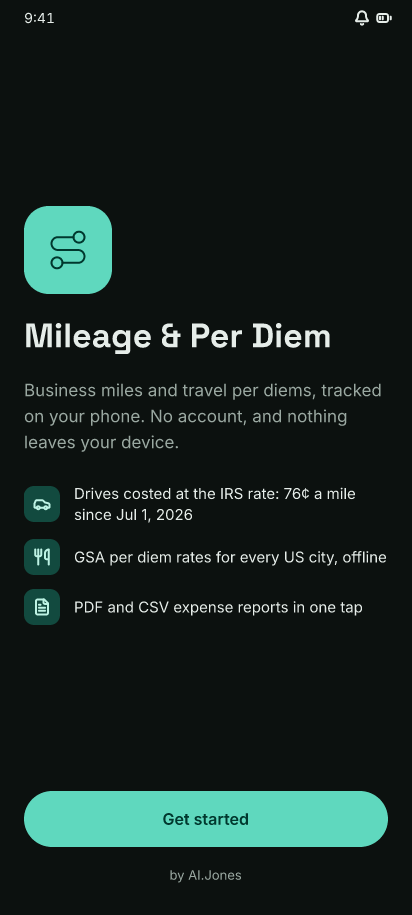 9:41
Mileage & Per Diem
Business miles and travel per diems, tracked
on your phone. No account, and nothing
leaves your device.
Drives costed at the IRS rate: 76¢ a mile
since Jul 1, 2026
GSA per diem rates for every US city, offline
PDF and CSV expense reports in one tap
Get started
by AI.Jones